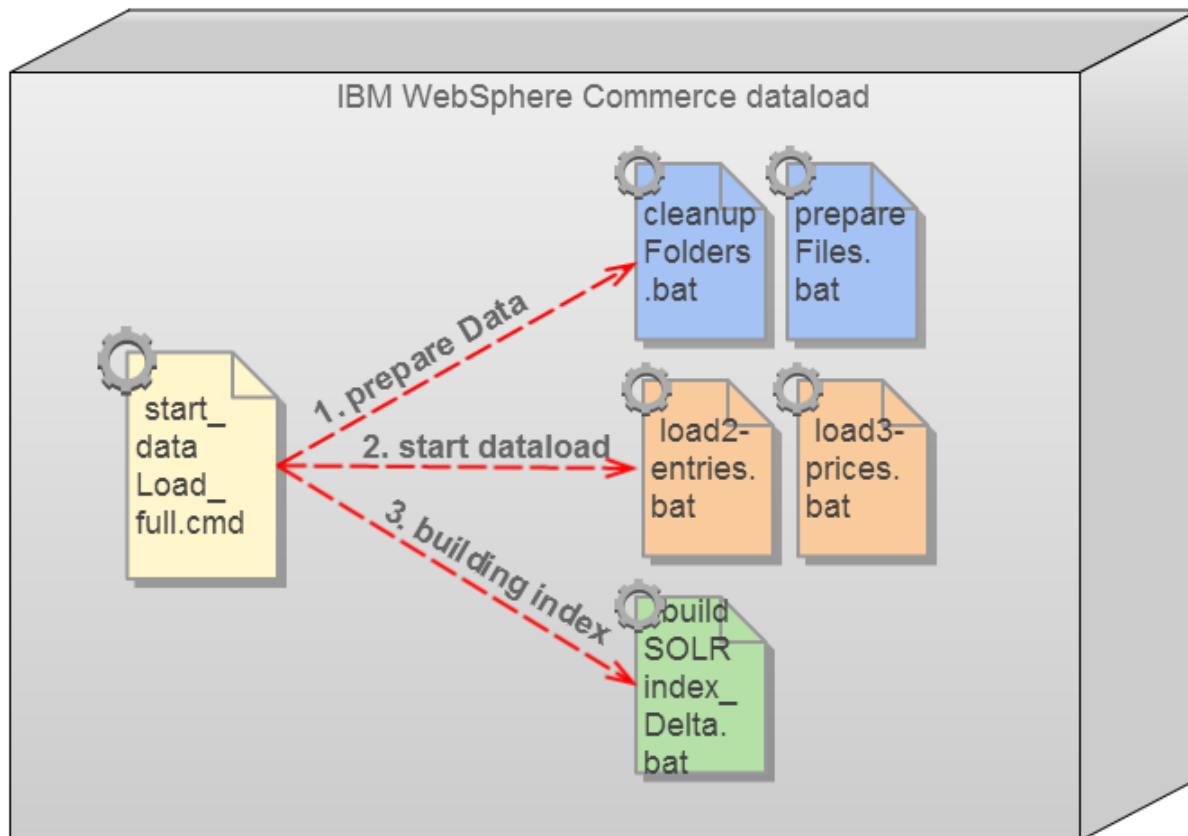 IBM WebSphere Commerce dataload
cleanup
Folders
.bat
prepare
Files.
bat
1. prepare Data
start_
data
Load_
full.cmd
2. start dataload
load2-
entries.
bat
load3-
prices.
bat
3. building index
build
SOLR
index_
Delta.
bat